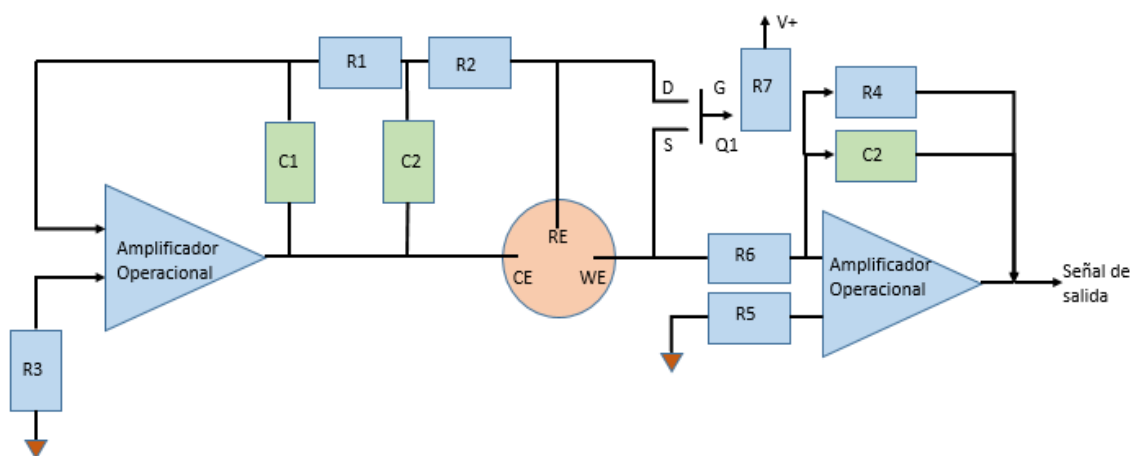 V+
R1
R2
D
G
R7
R4
S
Q1
C1
C2
C2
Amplificador
Operacional
RE
CE
WE
R6
Amplificador
Operacional
Señal de
salida
R5
R3